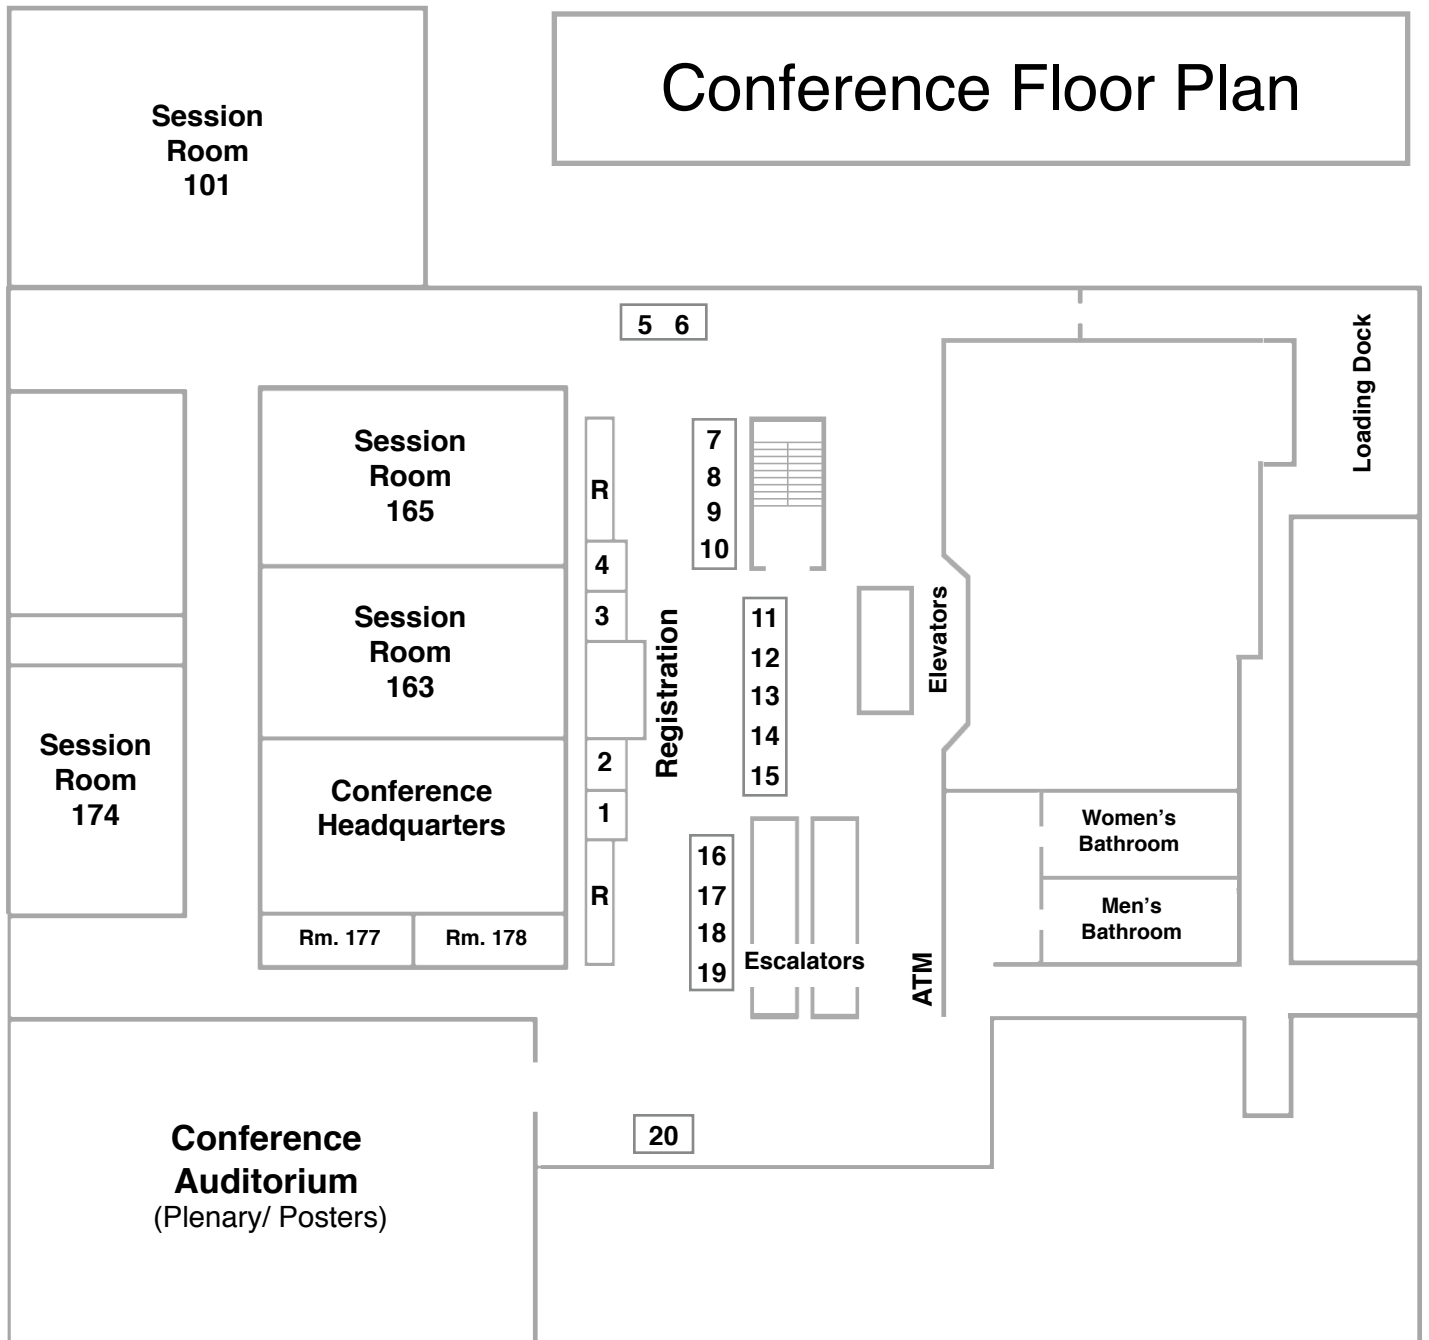 Conference Floor Plan
Session
Room
101
5 6
Loading Dock
Session
Room
165
R
7
8
9
10
4
3
Session
Room
163
Registration
11
12
13
14
15
Elevators
Session
Room
174
2
1
Conference
Headquarters
Women's
Bathroom
16
17
18
19
R
Men's
Bathroom
Rm. 177
Rm. 178
Escalators
ATM
Conference
Auditorium
(Plenary/ Posters)
20